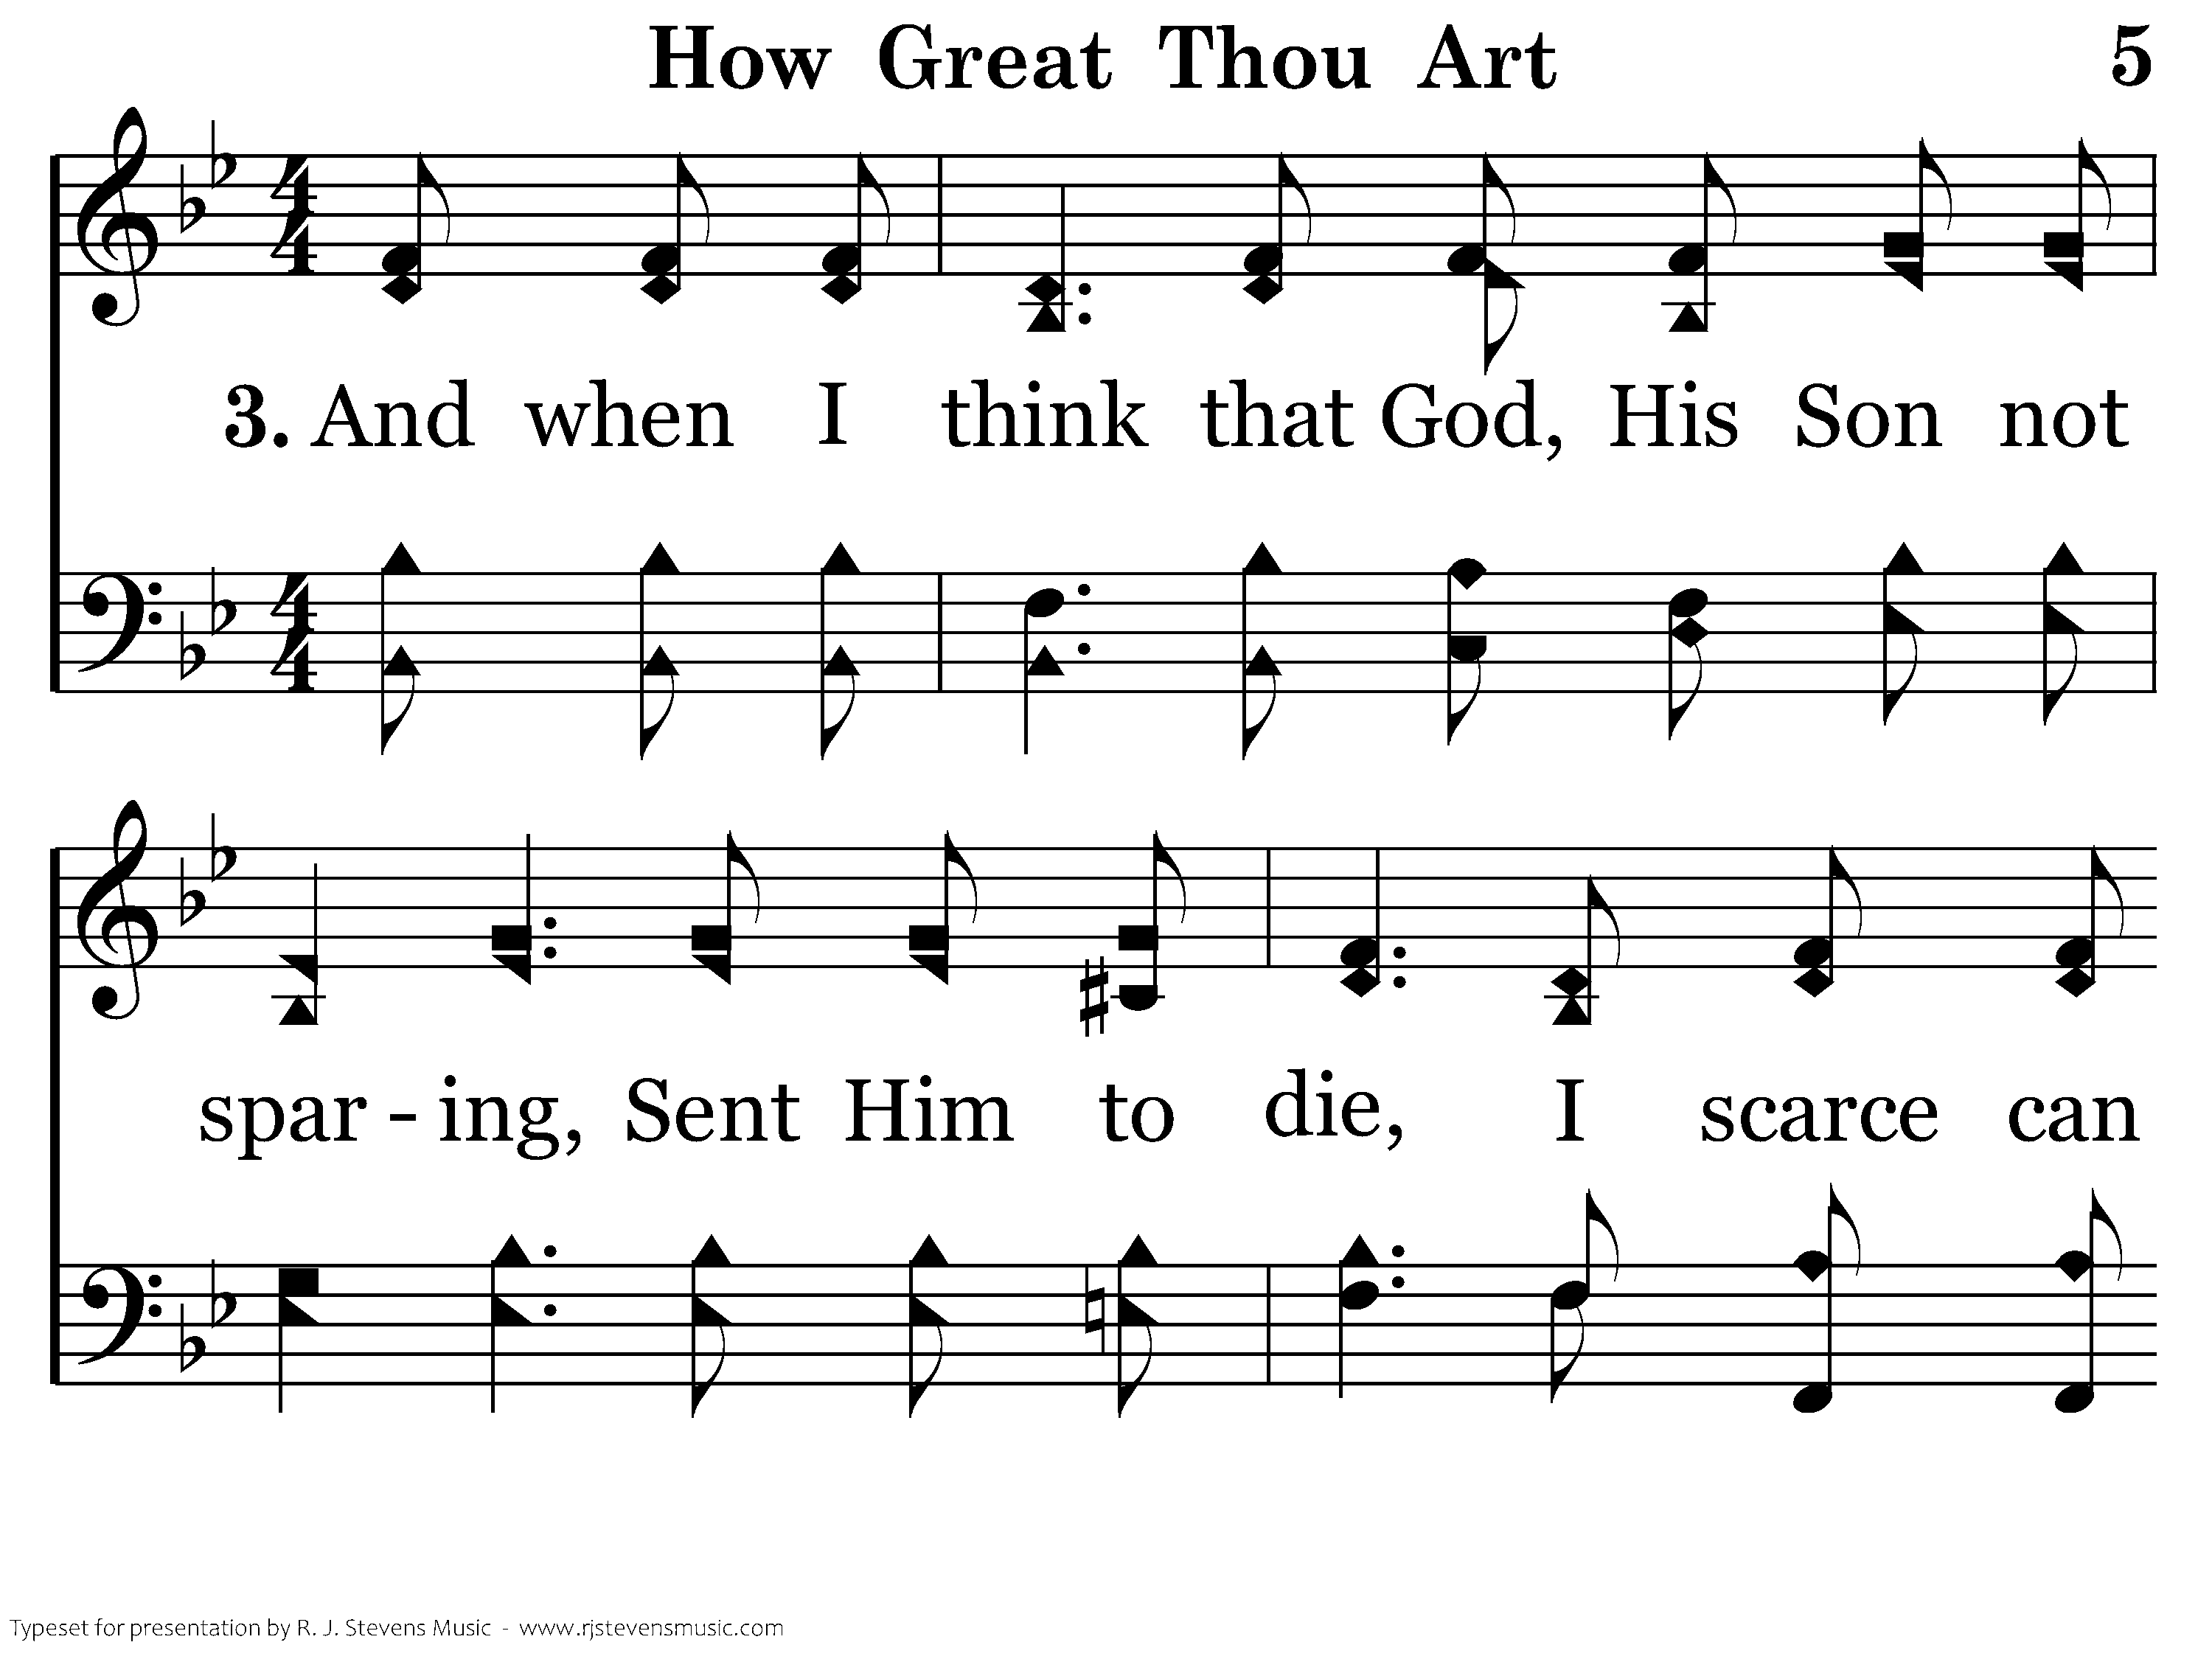 How Great Thou Art 5
3. And when I think that God, His Son not
spar - ing, Sent Him to die, I scarce can
Typeset for presentation by R. J. Stevens Music - www.rjstevensmusic.com